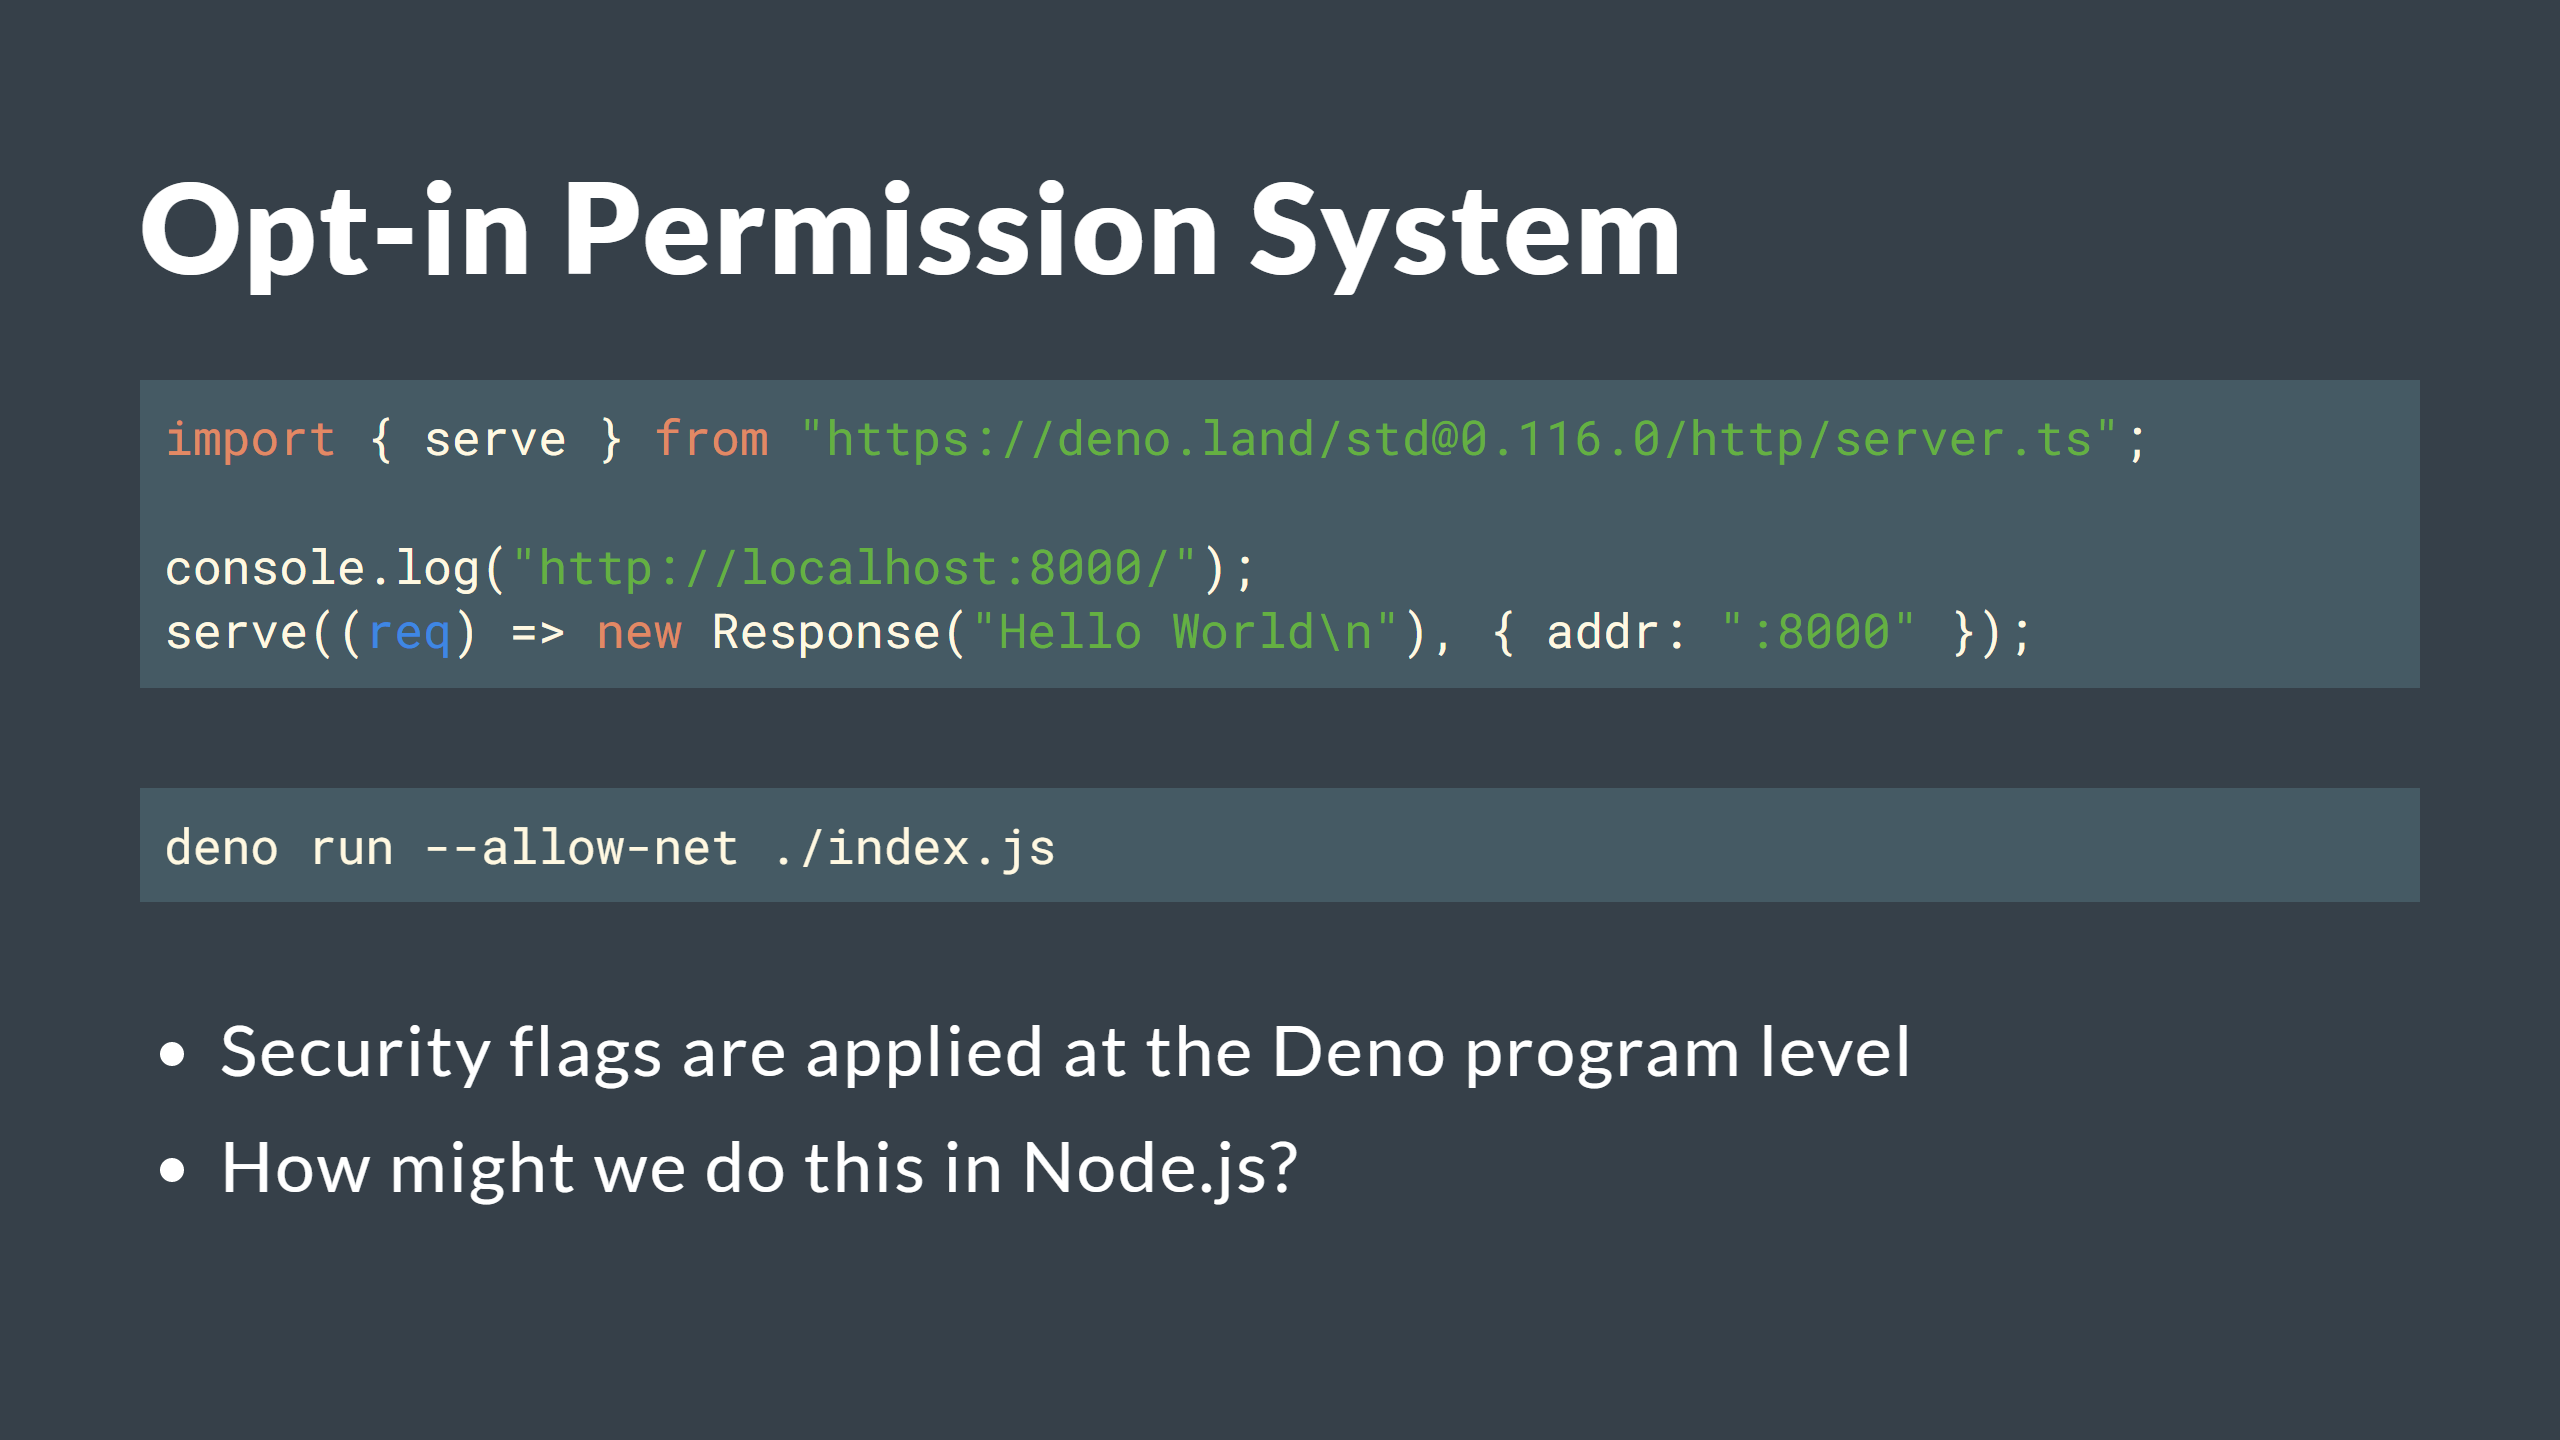 Opt-in Permission System
import { serve } from "https://deno.land/std@0.116.0/http/server.ts";
console.log("http://localhost:8000/");
serve((req) => new Response("Hello World\n"), { addr: ":8000" });
deno run --allow-net ./index.js
• Security flags are applied at the Deno program level
• How might we do this in Node.js?